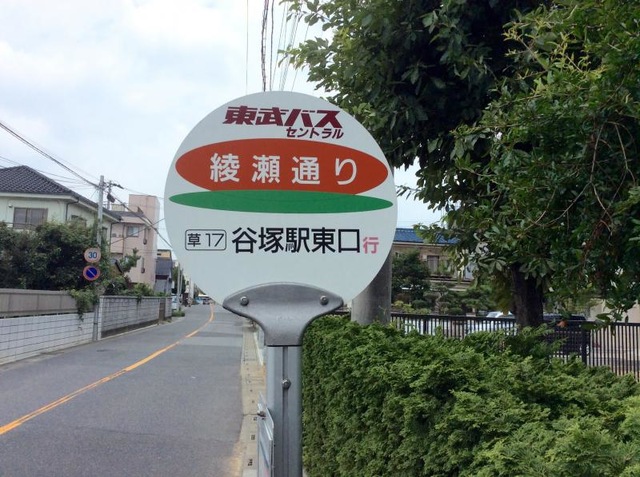 東武バス
セントラル
綾瀬通り
草17 谷塚駅東口行
30